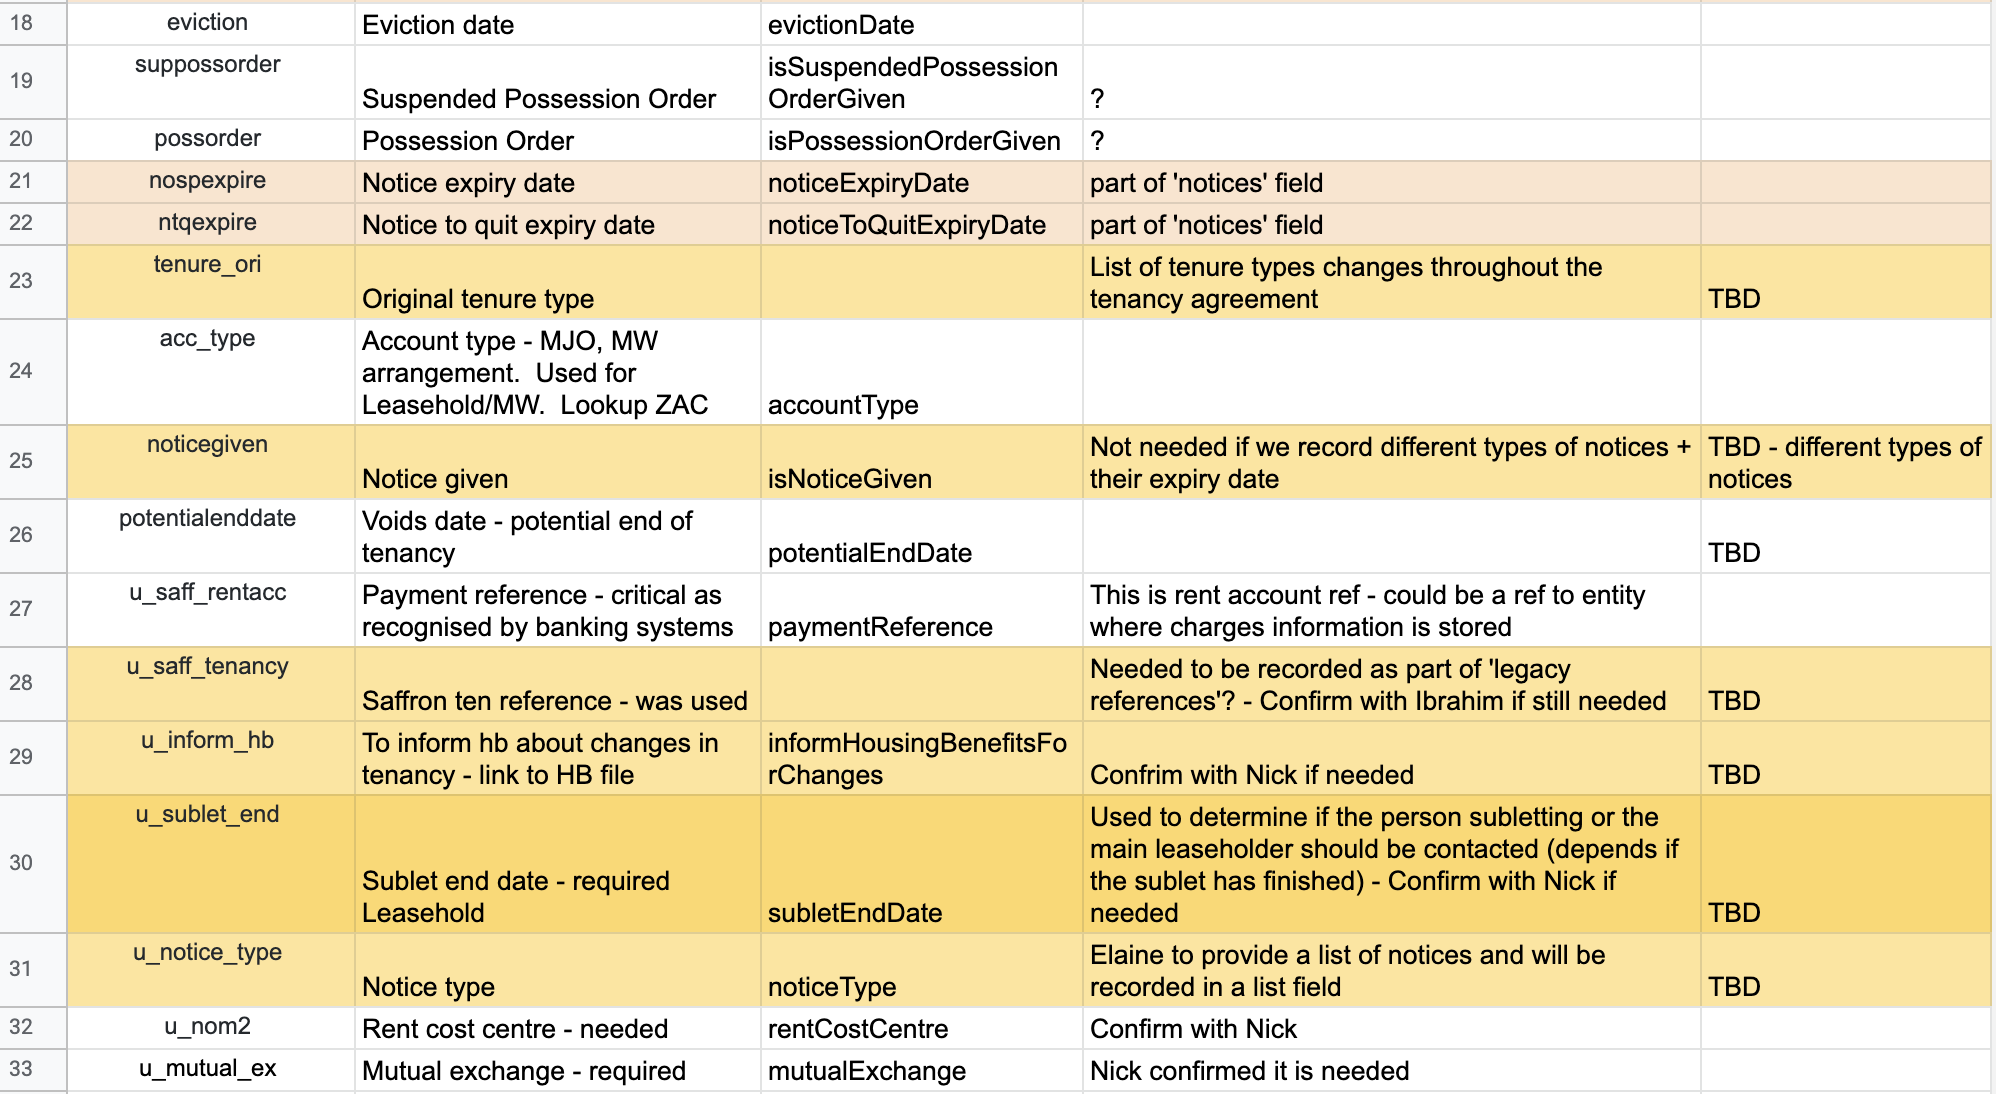 18 eviction Eviction date evictionDate
19 suppossorder Suspended Possession Order isSuspendedPossession
OrderGiven ?
20 possorder Possession Order isPossessionOrderGiven ?
21 nospexpire Notice expiry date noticeExpiryDate part of 'notices' field
22 ntqexpire Notice to quit expiry date noticeToQuitExpiryDate part of 'notices' field
23 tenure_ori Original tenure type List of tenure types changes throughout the
tenancy agreement TBD
24 acc_type Account type - MJO, MW
arrangement.  Used for
Leasehold/MW.  Lookup ZAC accountType
25 noticegiven Notice given isNoticeGiven Not needed if we record different types of notices +
their expiry date TBD - different types of
notices
26 potentialenddate Voids date - potential end of
tenancy potentialEndDate TBD
27 u_saff_rentacc Payment reference - critical as
recognised by banking systems paymentReference This is rent account ref - could be a ref to entity
where charges information is stored
28 u_saff_tenancy Saffron ten reference - was used Needed to be recorded as part of 'legacy
references'? - Confirm with Ibrahim if still needed TBD
29 u_inform_hb To inform hb about changes in
tenancy - link to HB file informHousingBenefitsFo
rChanges Confrim with Nick if needed TBD
30 u_sublet_end Sublet end date - required
Leasehold subletEndDate Used to determine if the person subletting or the
main leaseholder should be contacted (depends if
the sublet has finished) - Confirm with Nick if
needed TBD
31 u_notice_type Notice type noticeType Elaine to provide a list of notices and will be
recorded in a list field TBD
32 u_nom2 Rent cost centre - needed rentCostCentre Confirm with Nick
33 u_mutual_ex Mutual exchange - required mutualExchange Nick confirmed it is needed